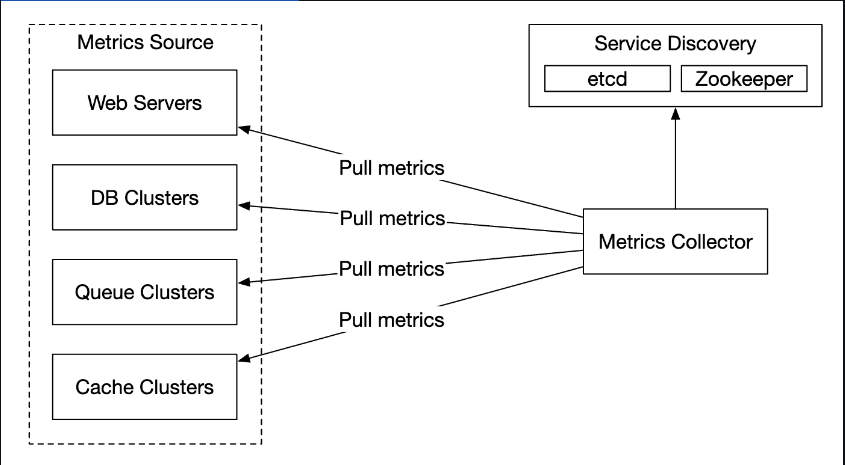 Metrics Source
Web Servers
DB Clusters
Queue Clusters
Cache Clusters
Pull metrics
Pull metrics
Pull metrics
Pull metrics
Service Discovery
etcd
Zookeeper
Metrics Collector